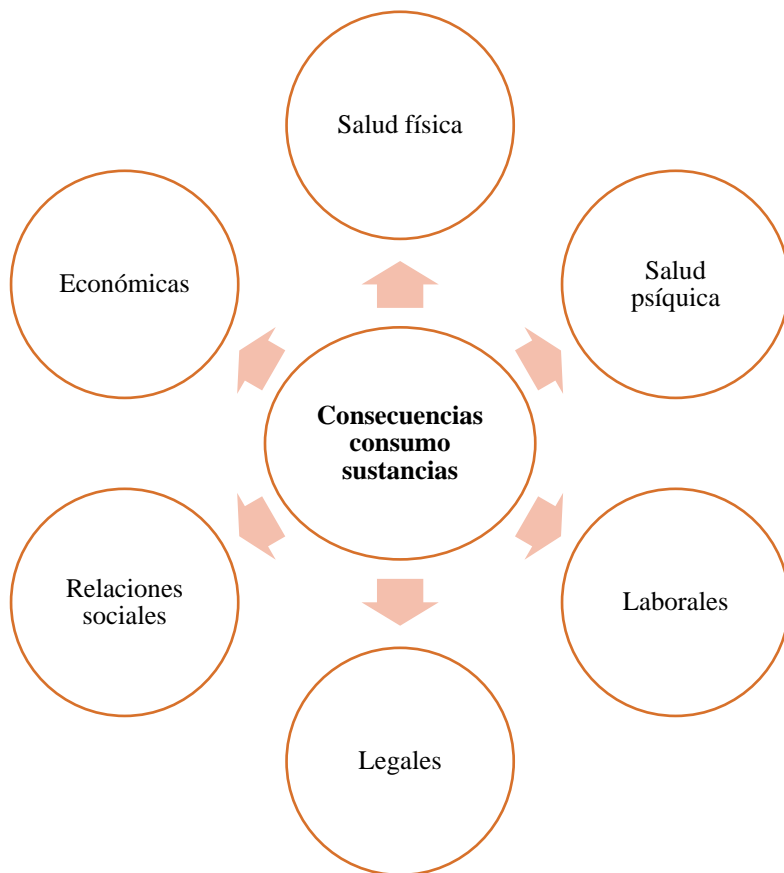 Salud física
Económicas
Salud
psíquica
Consecuencias
consumo
sustancias
Relaciones
sociales
Laborales
Legales